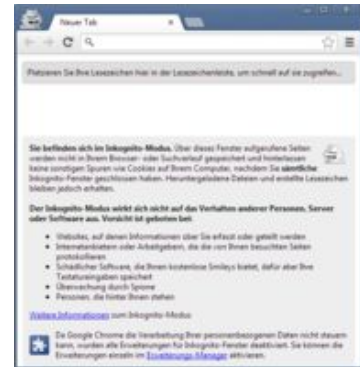 Neuer Tab
Platzieren Sie Ihre Lesezeichen hier in der Lesezeichenleiste, um schnell auf sie zugreifen...
Sie befinden sich im Inkognito-Modus. Über dieses Fenster aufgerufene Seiten
werden nicht in Ihrem Browser- oder Suchverlauf gespeichert und hinterlassen
keine sonstigen Spuren wie Cookies auf Ihrem Computer, nachdem Sie sämtliche
Inkognito-Fenster geschlossen haben. Heruntergeladene Dateien und erstellte Lesezeichen
bleiben jedoch erhalten.
Der Inkognito-Modus wirkt sich nicht auf das Verhalten anderer Personen, Server
oder Software aus. Vorsicht ist geboten bei:
• Websites, auf denen Informationen über Sie erfasst oder geteilt werden
• Internetanbietern oder Arbeitgebern, die die von Ihnen besuchten Seiten
protokollieren
• Schädlicher Software, die Ihnen kostenlose Smileys bietet, dafür aber Ihre
Tastatureingaben speichert
• Überwachung durch Spione
• Personen, die hinter Ihnen stehen
Weitere Informationen zum Inkognito-Modus
Da Google Chrome die Verarbeitung Ihrer personenbezogenen Daten nicht steuern
kann, wurden alle Erweiterungen für Inkognito-Fenster deaktiviert. Sie können die
Erweiterungen einzeln im Erweiterungs-Manager aktivieren.